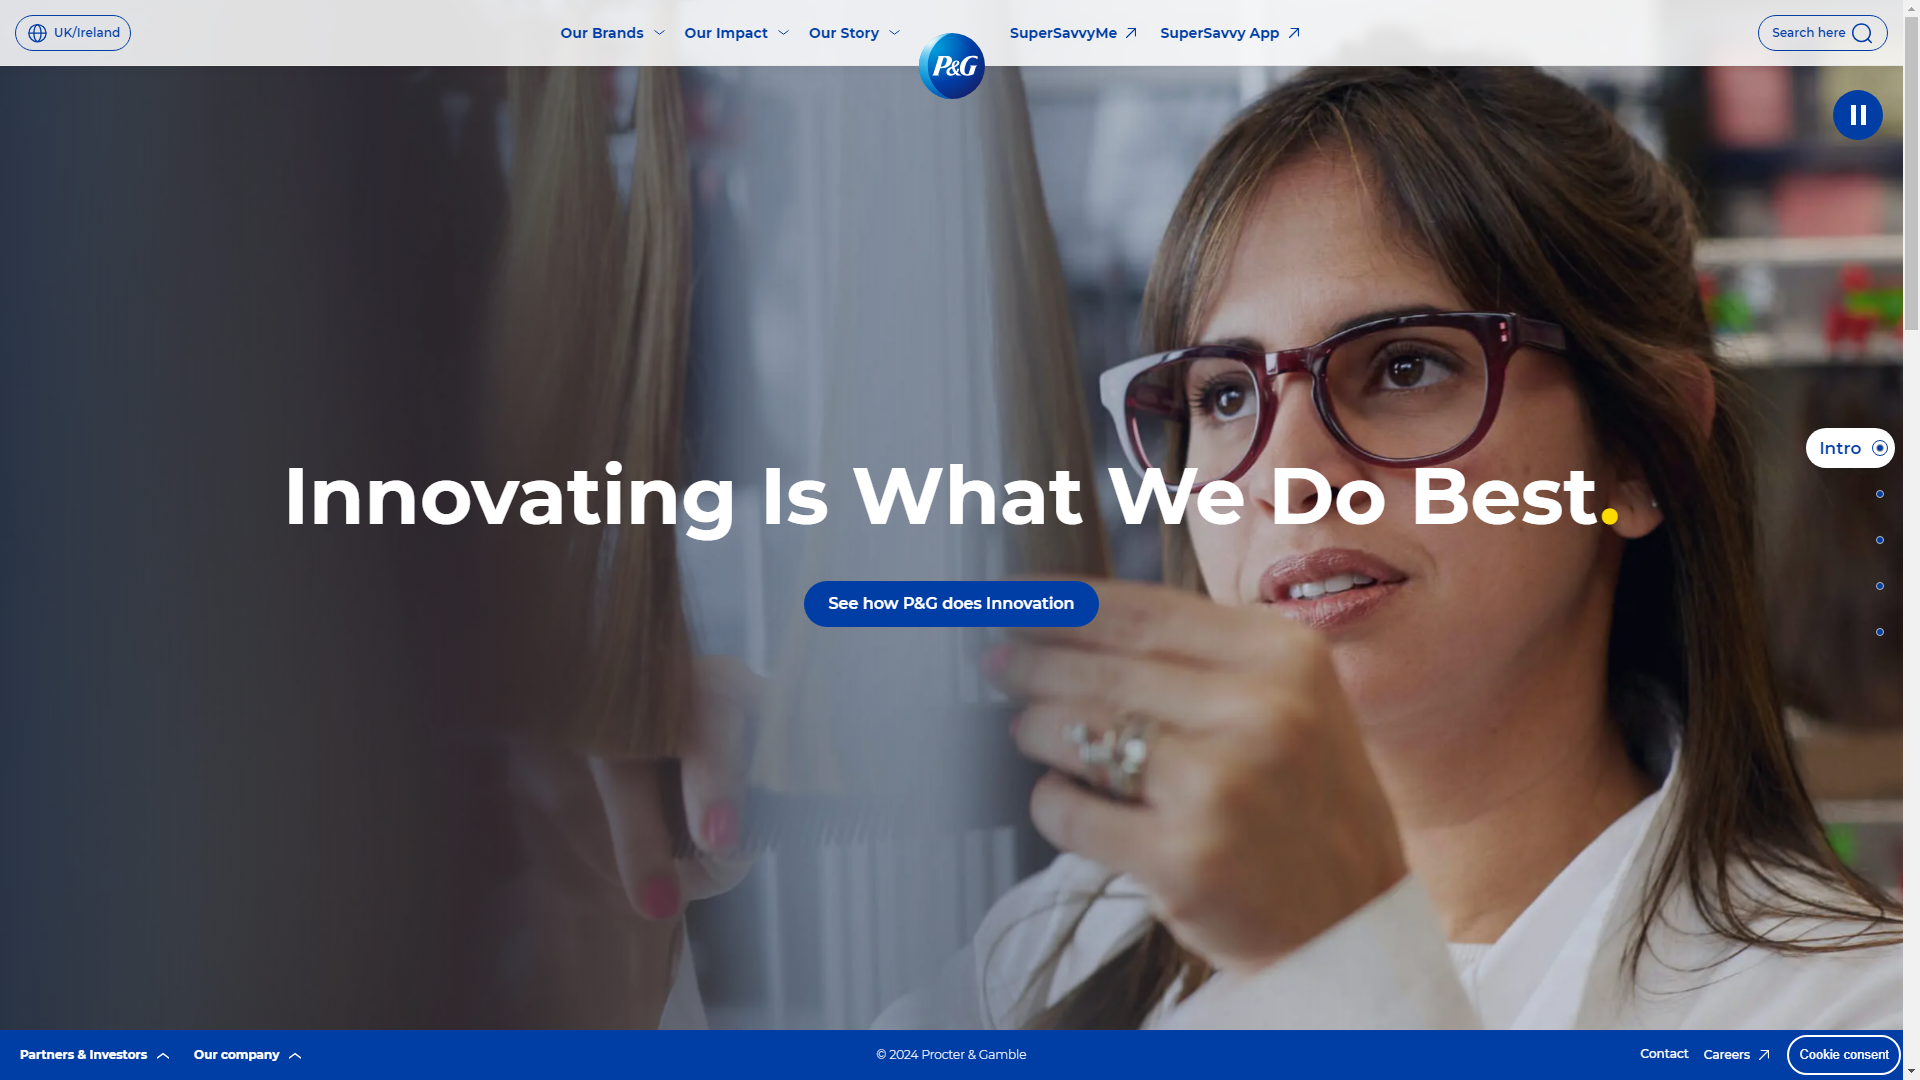 UK/Ireland
Our Brands
Our Impact
Our Story
P&G
SuperSavvyMe
SuperSavvy App
Search here
Intro
Innovating Is What We Do Best.
See how P&G does Innovation
Partners & Investors
Our company
© 2024 Procter & Gamble
Contact
Careers
Cookie consent